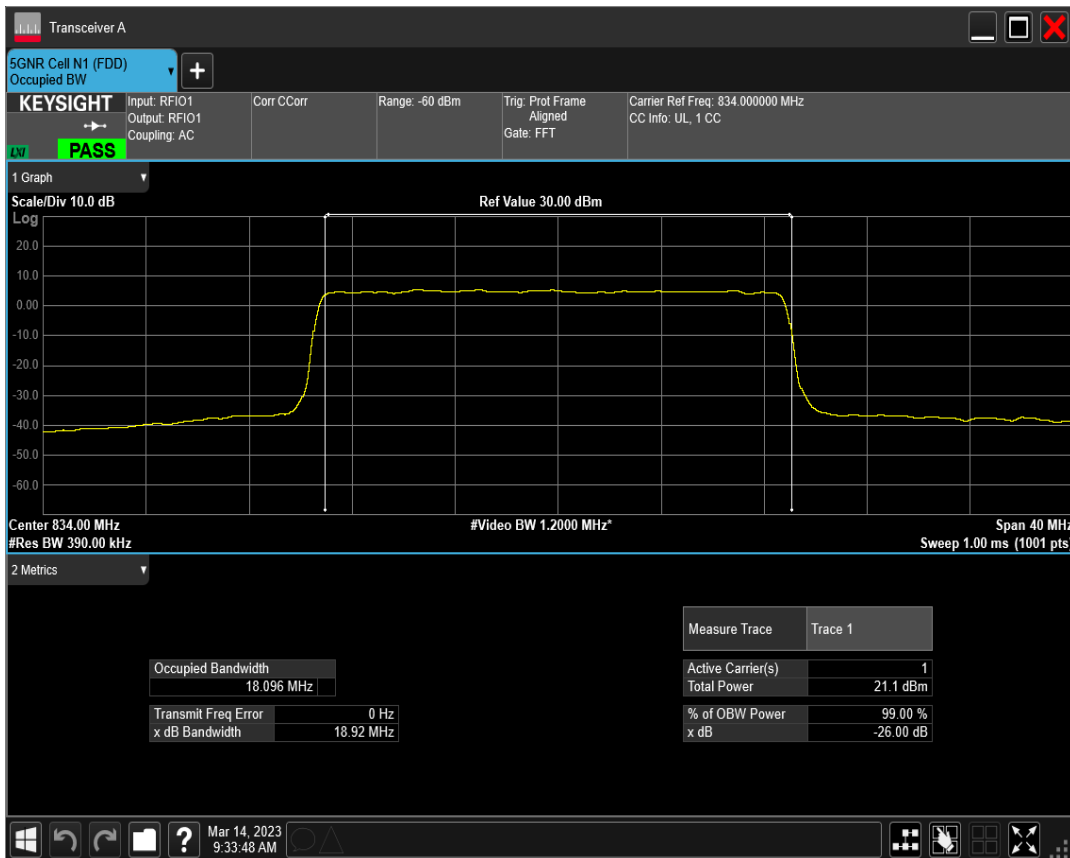 Transceiver A
5GNR Cell N1 (FDD)
Occupied BW
KEYSIGHT
LXI
PASS
Input: RFIO1
Output: RFIO1
Coupling: AC
Corr CCorr
Range: -60 dBm
Trig: Prot Frame
Aligned
Gate: FFT
Carrier Ref Freq: 834.000000 MHz
CC Info: UL, 1 CC
1 Graph
Scale/Div 10.0 dB
Ref Value 30.00 dBm
Log
20.0
10.0
0.00
-10.0
-20.0
-30.0
-40.0
-50.0
-60.0
Center 834.00 MHz
#Video BW 1.2000 MHz*
Span 40 MHz
#Res BW 390.00 kHz
Sweep 1.00 ms (1001 pts)
2 Metrics
Measure Trace Trace 1
Occupied Bandwidth
18.096 MHz
Active Carrier(s) 1
Total Power 21.1 dBm
Transmit Freq Error 0 Hz
x dB Bandwidth 18.92 MHz
% of OBW Power 99.00 %
x dB -26.00 dB
?
Mar 14, 2023
9:33:48 AM